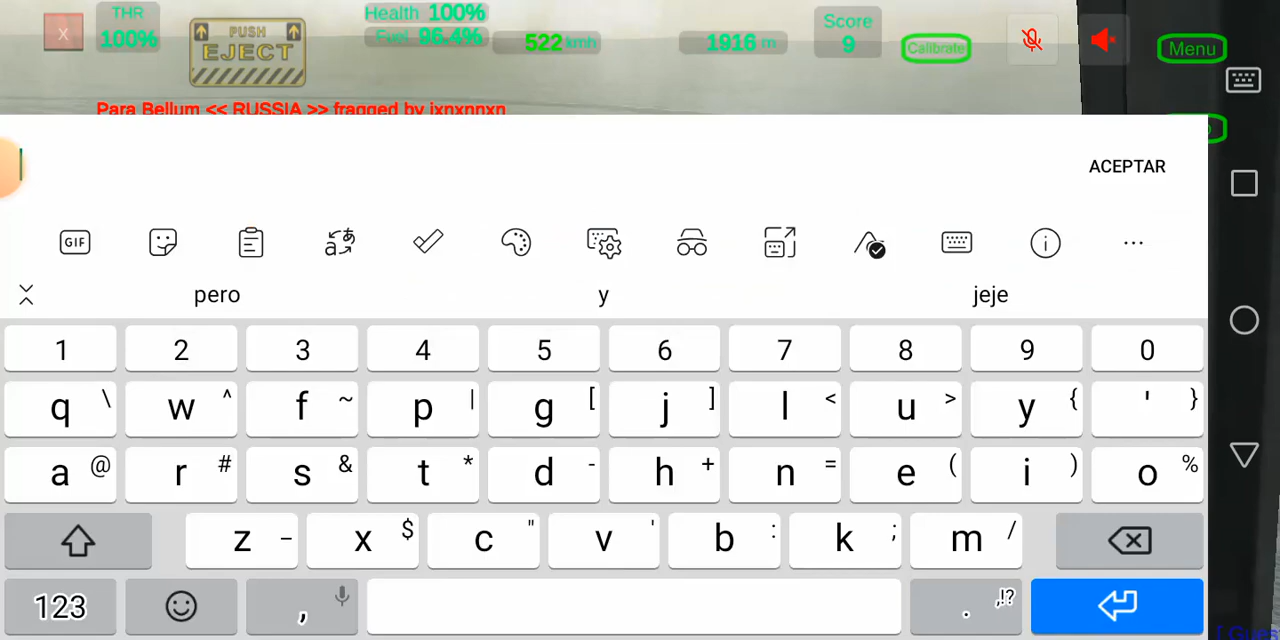 X
THR
100%
PUSH
EJECT
Health 100%
Fuel 96.4%
522 kmh
1916 m
Score
9
Calibrate
Menu
Para Bellum << RUSSIA >> fragged by ixnxnnxn
ACEPTAR
GIF
pero y jeje
1 2 3 4 5 6 7 8 9 0
q \ w ^ f ~ p | g [ j ] l < u > y { ' }
a @ r # s & t * d - h + n = e ( i ) o %
z _ x $ c " v ' b : k ; m /
123 , . ,!?